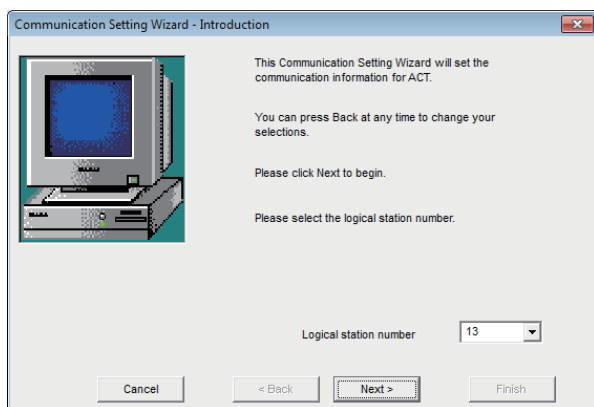 Communication Setting Wizard - Introduction
This Communication Setting Wizard will set the
communication information for ACT.
You can press Back at any time to change your
selections.
Please click Next to begin.
Please select the logical station number.
Logical station number 13
Cancel < Back Next > Finish